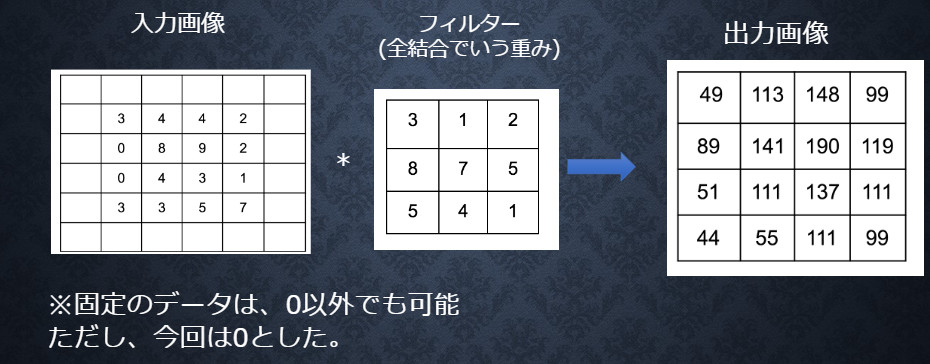 入力画像
フィルター
(全結合でいう重み)
出力画像
3 4 4 2
0 8 9 2
0 4 3 1
3 3 5 7
*
3 1 2
8 7 5
5 4 1
49 113 148 99
89 141 190 119
51 111 137 111
44 55 111 99
※固定のデータは、0以外でも可能
ただし、今回は0とした。